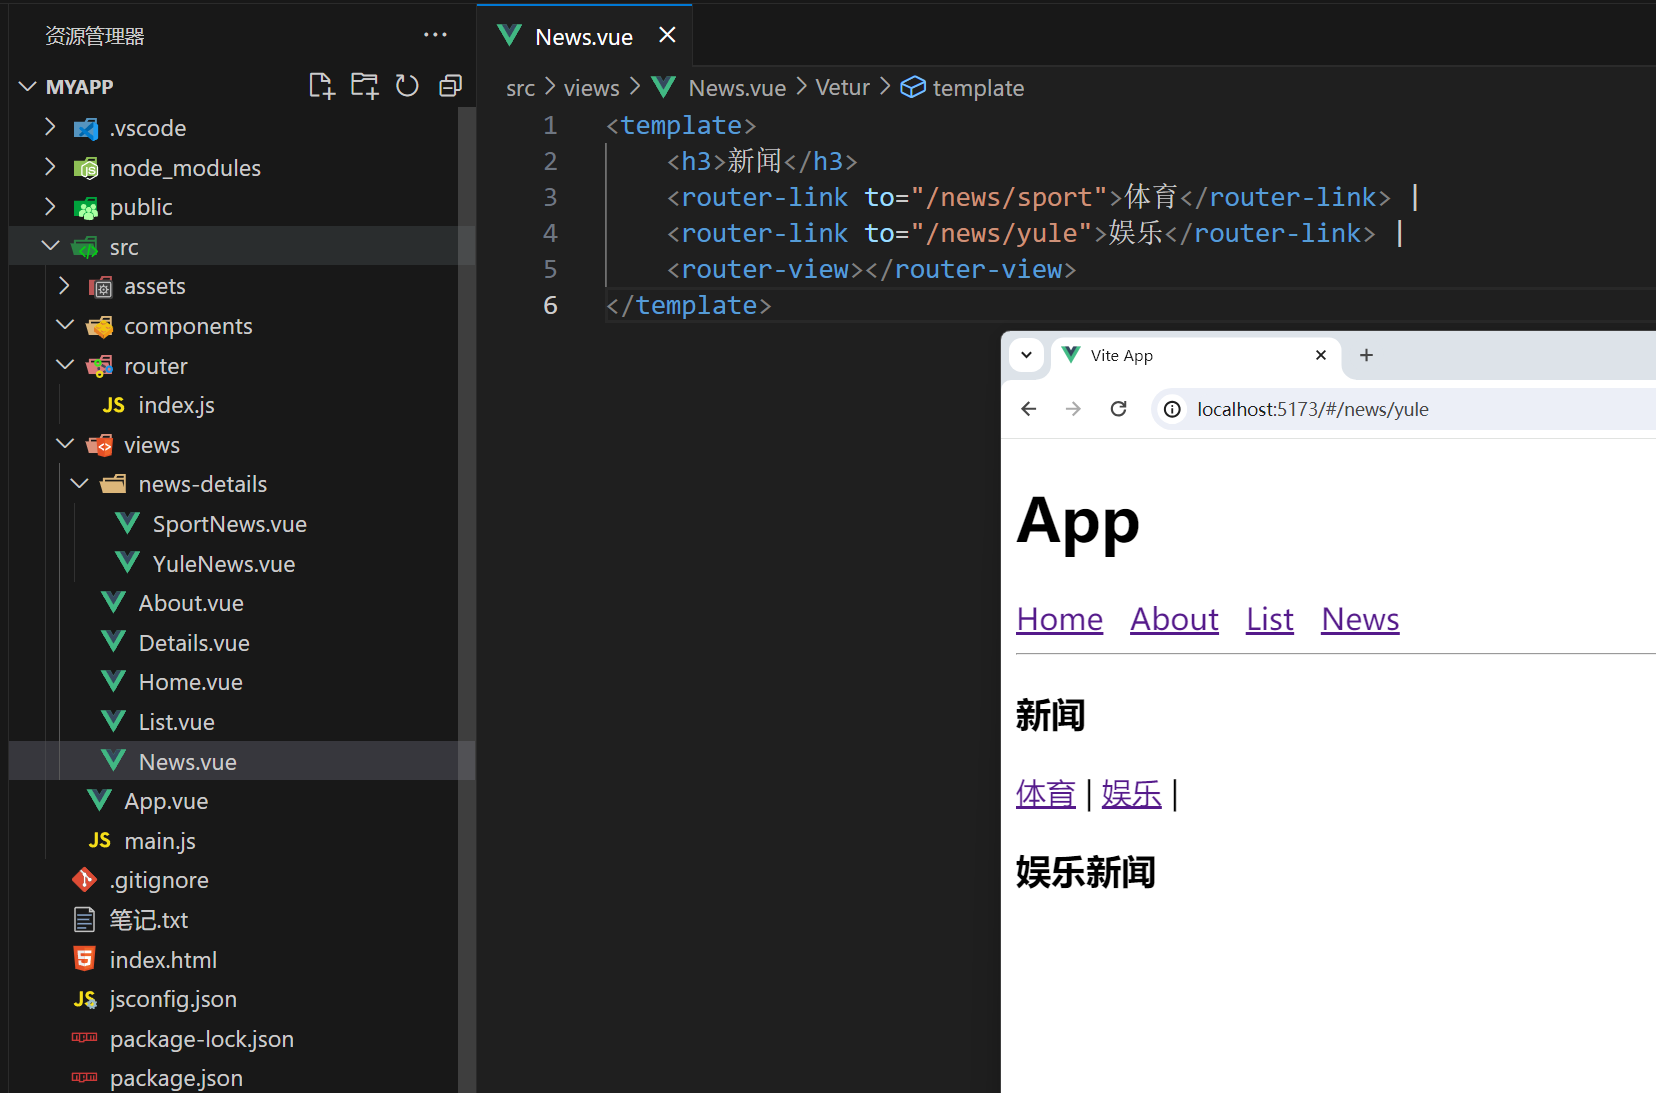 资源管理器
MYAPP
.vscode
node_modules
public
src
assets
components
router
JS index.js
views
news-details
SportNews.vue
YuleNews.vue
About.vue
Details.vue
Home.vue
List.vue
News.vue
App.vue
JS main.js
.gitignore
笔记.txt
index.html
JS jsconfig.json
package-lock.json
package.json
News.vue
src > views > News.vue > Vetur > template
1 <template>
2 <h3>新闻</h3>
3 <router-link to="/news/sport">体育</router-link> |
4 <router-link to="/news/yule">娱乐</router-link> |
5 <router-view></router-view>
6 </template>
Vite App
localhost:5173/#/news/yule
App
Home About List News
新闻
体育 | 娱乐 |
娱乐新闻